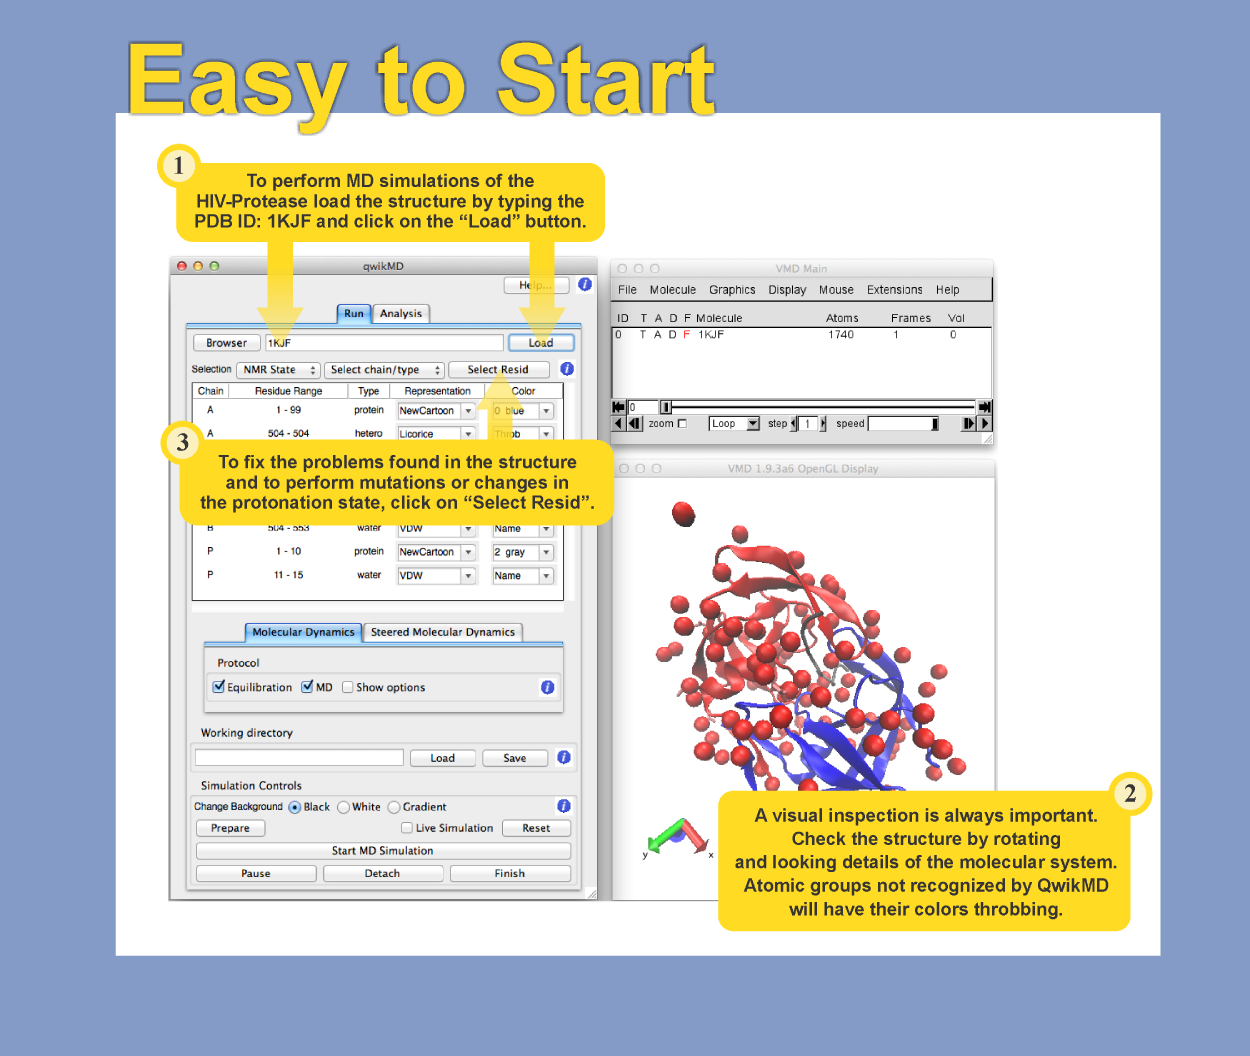 Easy to Start
1
To perform MD simulations of the
HIV-Protease load the structure by typing the
PDB ID: 1KJF and click on the “Load” button.
qwikMD
Help...
Run Analysis
Browser 1KJF Load
Selection NMR State Select chain/type Select Resid
Chain Residue Range Type Representation Color
A 1 - 99 protein NewCartoon 0 blue
A 504 - 504 hetero Licorice Throb
3
To fix the problems found in the structure
and to perform mutations or changes in
the protonation state, click on “Select Resid”.
B 504 - 553 water VDW Name
P 1 - 10 protein NewCartoon 2 gray
P 11 - 15 water VDW Name
Molecular Dynamics Steered Molecular Dynamics
Protocol
Equilibration MD Show options
Working directory
Load Save
Simulation Controls
Change Background Black White Gradient
Prepare Live Simulation Reset
Start MD Simulation
Pause Detach Finish
VMD Main
File Molecule Graphics Display Mouse Extensions Help
ID T A D F Molecule Atoms Frames Vol
0 T A D F 1KJF 1740 1 0
0
zoom Loop step 1 speed
VMD 1.9.3a6 OpenGL Display
y x
2
A visual inspection is always important.
Check the structure by rotating
and looking details of the molecular system.
Atomic groups not recognized by QwikMD
will have their colors throbbing.